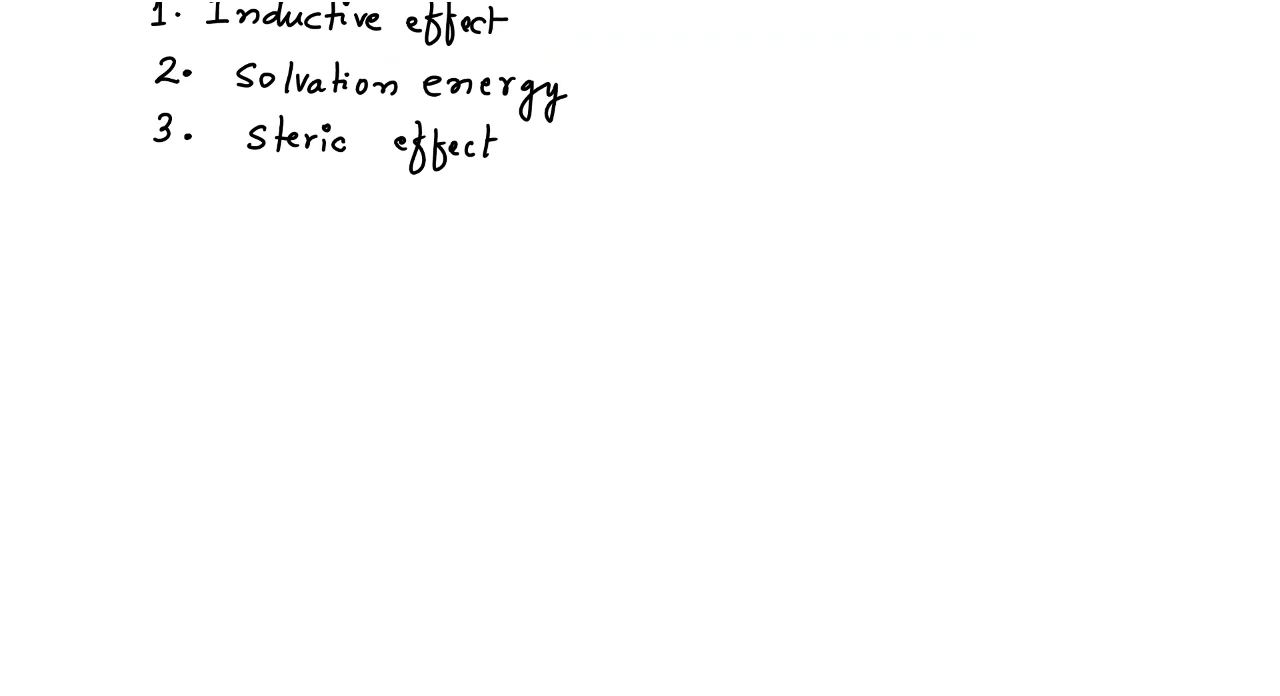 1. Inductive effect
2. Solvation energy
3. Steric effect